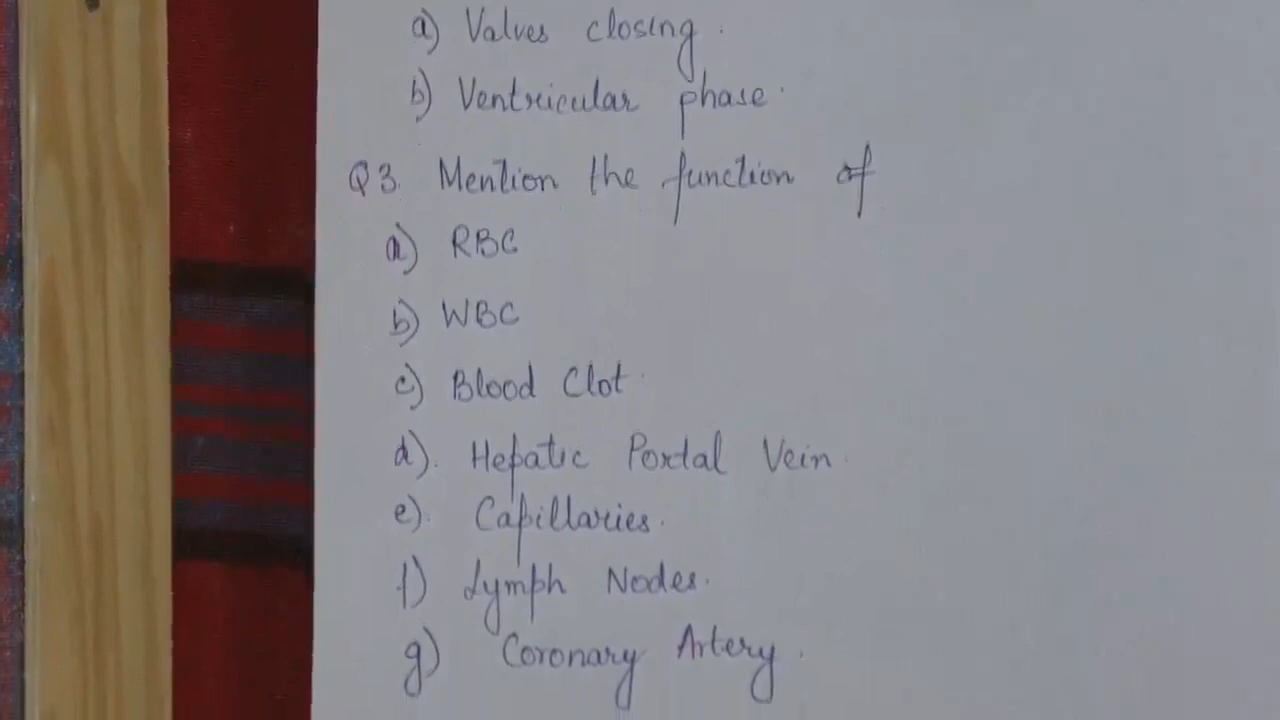 a) Valves closing.
b) Ventricular phase.
Q3. Mention the function of
a) RBC
b) WBC
c) Blood Clot.
d). Hepatic Portal Vein.
e). Capillaries.
f) Lymph Nodes.
g) Coronary Artery.